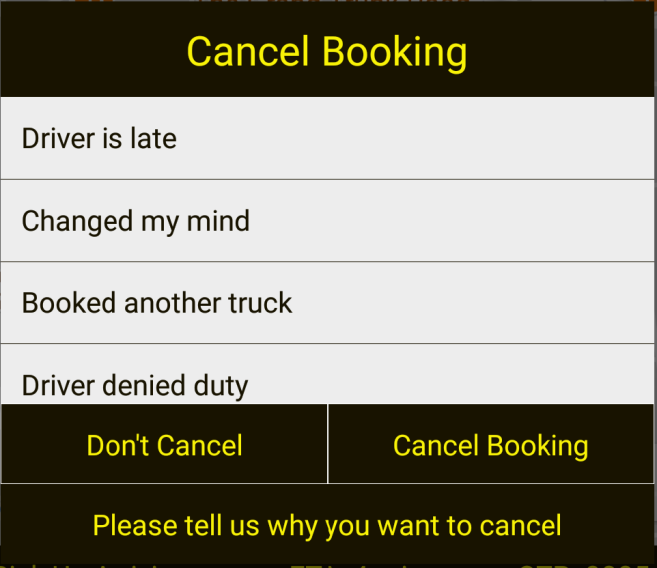 Cancel Booking
Driver is late
Changed my mind
Booked another truck
Driver denied duty
Don't Cancel
Cancel Booking
Please tell us why you want to cancel